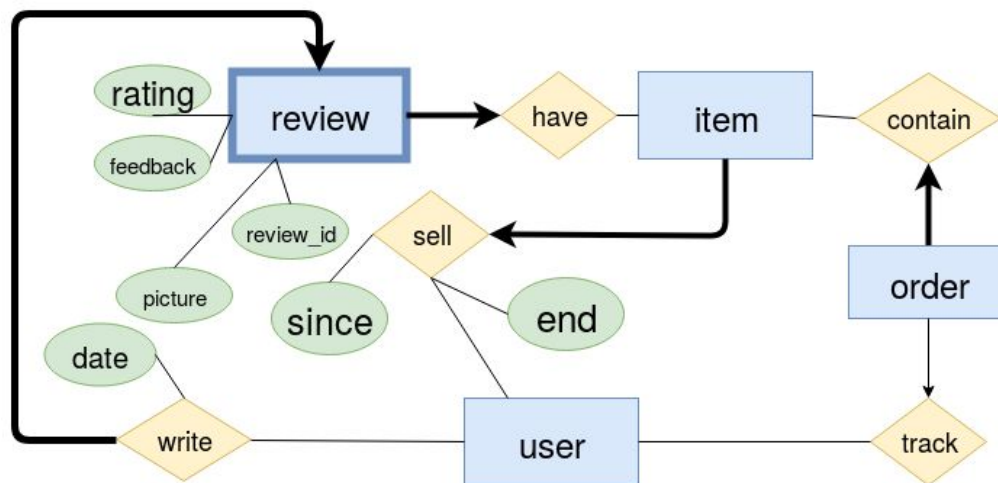 rating
review
have
item
contain
feedback
review_id
sell
picture
since
end
order
date
write
user
track